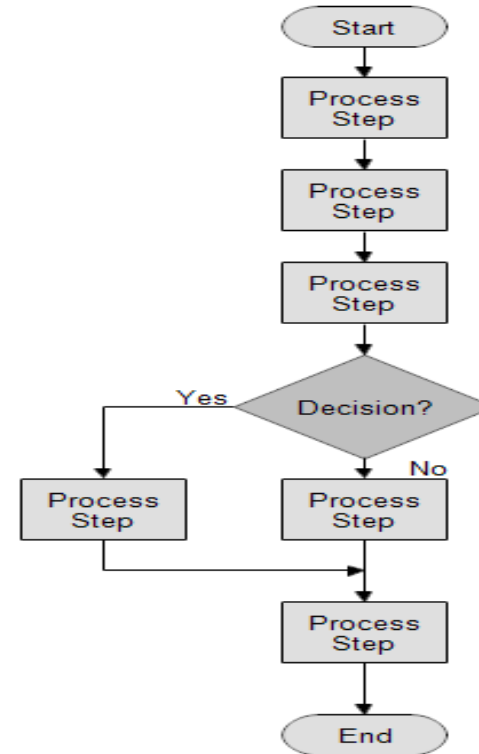 Start
Process
Step
Process
Step
Process
Step
Decision?
Yes
No
Process
Step
Process
Step
Process
Step
End